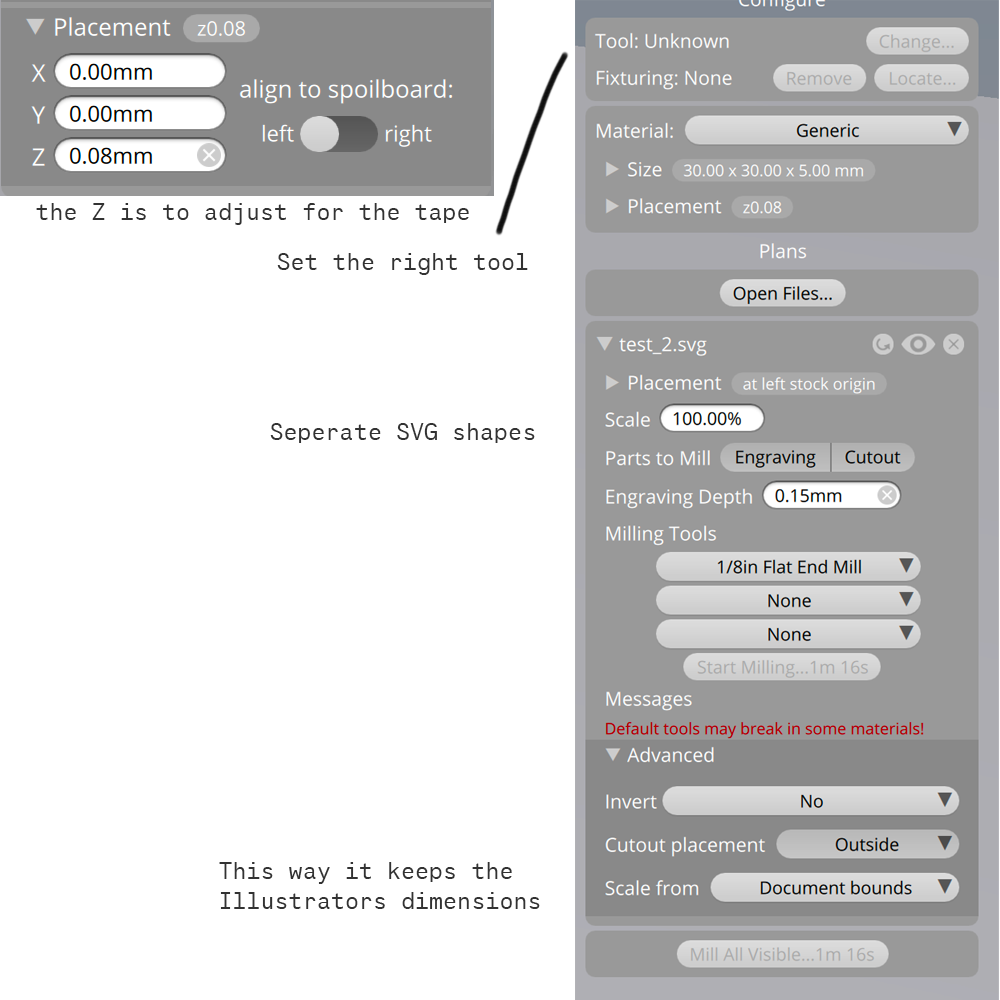 Placement z0.08
X 0.00mm
Y 0.00mm
Z 0.08mm
align to spoilboard:
left right
the Z is to adjust for the tape
Set the right tool
Seperate SVG shapes
This way it keeps the
Illustrators dimensions
Configure
Tool: Unknown Change...
Fixturing: None Remove Locate...
Material: Generic
Size 30.00 x 30.00 x 5.00 mm
Placement z0.08
Plans
Open Files...
test_2.svg
Placement at left stock origin
Scale 100.00%
Parts to Mill Engraving Cutout
Engraving Depth 0.15mm
Milling Tools
1/8in Flat End Mill
None
None
Start Milling...1m 16s
Messages
Default tools may break in some materials!
Advanced
Invert No
Cutout placement Outside
Scale from Document bounds
Mill All Visible...1m 16s